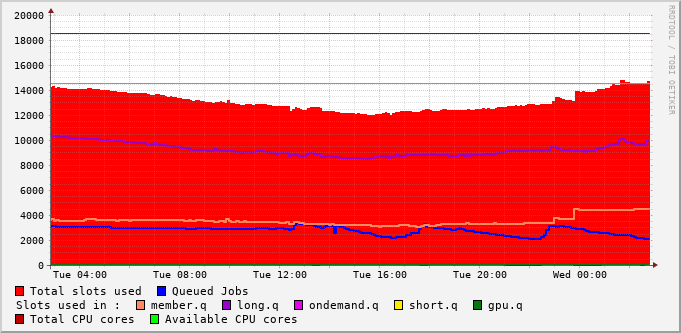 20000
18000
16000
14000
12000
10000
8000
6000
4000
2000
0
Tue 04:00 Tue 08:00 Tue 12:00 Tue 16:00 Tue 20:00 Wed 00:00
RRDTOOL / TOBI OETIKER
Total slots used Queued Jobs
Slots used in : member.q long.q ondemand.q short.q gpu.q
Total CPU cores Available CPU cores